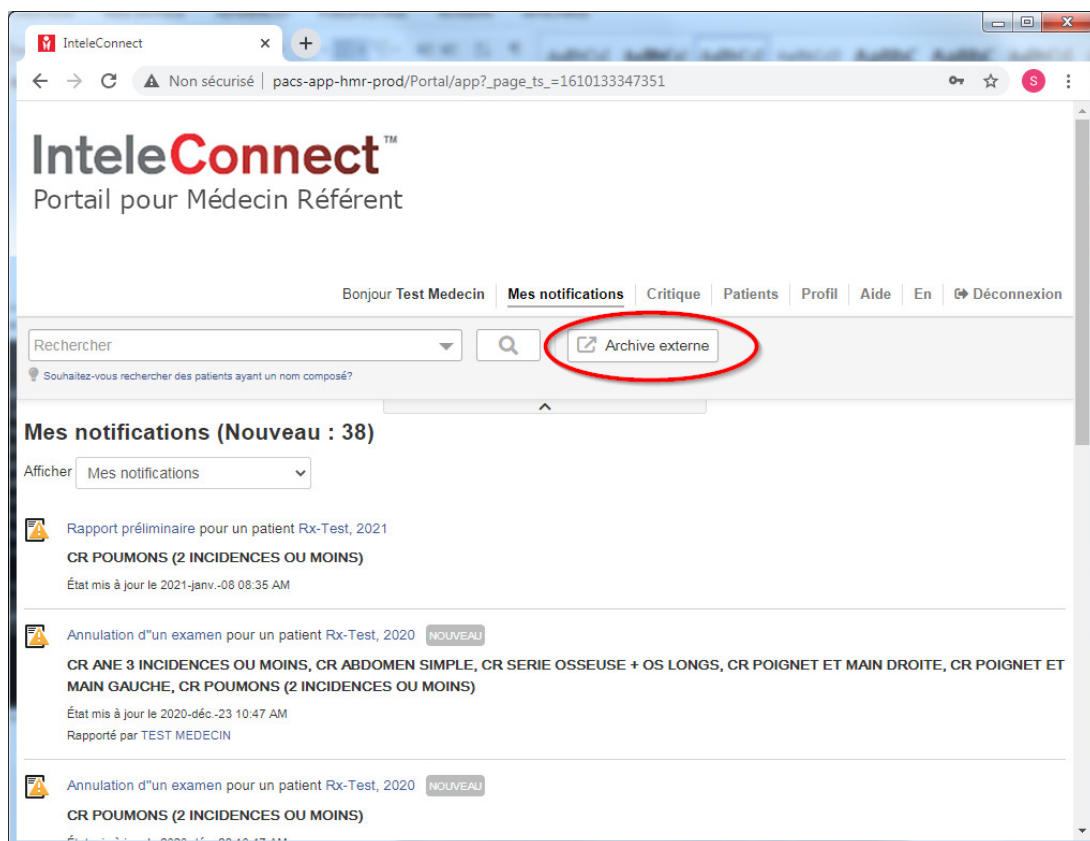 InteleConnect
Non sécurisé | pacs-app-hmr-prod/Portal/app?_page_ts_=1610133347351
S
InteleConnect™
Portail pour Médecin Référent
Bonjour Test Medecin Mes notifications Critique Patients Profil Aide En Déconnexion
Rechercher Archive externe
Souhaitez-vous rechercher des patients ayant un nom composé?
Mes notifications (Nouveau : 38)
Afficher Mes notifications
Rapport préliminaire pour un patient Rx-Test, 2021
CR POUMONS (2 INCIDENCES OU MOINS)
État mis à jour le 2021-janv.-08 08:35 AM
Annulation d"un examen pour un patient Rx-Test, 2020 NOUVEAU
CR ANE 3 INCIDENCES OU MOINS, CR ABDOMEN SIMPLE, CR SERIE OSSEUSE + OS LONGS, CR POIGNET ET MAIN DROITE, CR POIGNET ET
MAIN GAUCHE, CR POUMONS (2 INCIDENCES OU MOINS)
État mis à jour le 2020-déc.-23 10:47 AM
Rapporté par TEST MEDECIN
Annulation d"un examen pour un patient Rx-Test, 2020 NOUVEAU
CR POUMONS (2 INCIDENCES OU MOINS)